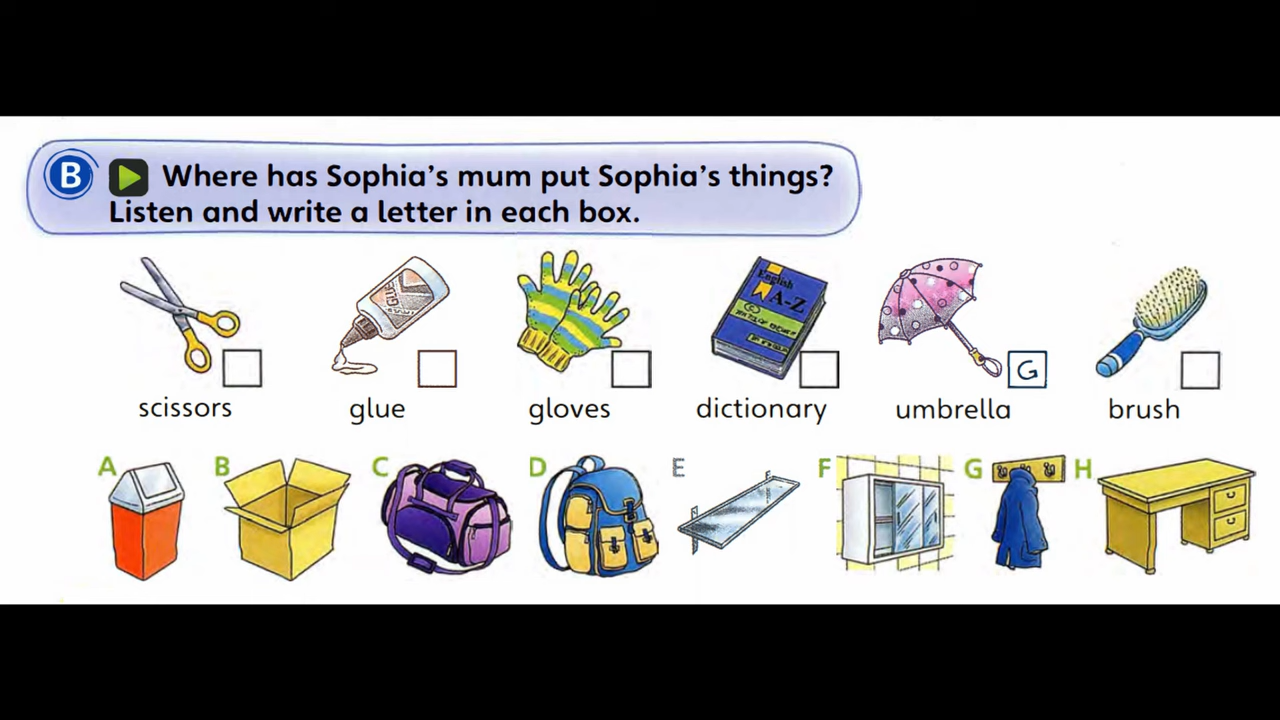 B Where has Sophia's mum put Sophia's things?
Listen and write a letter in each box.
GLUE
English
A-Z
G
scissors glue gloves dictionary umbrella brush
A B C D E F G H